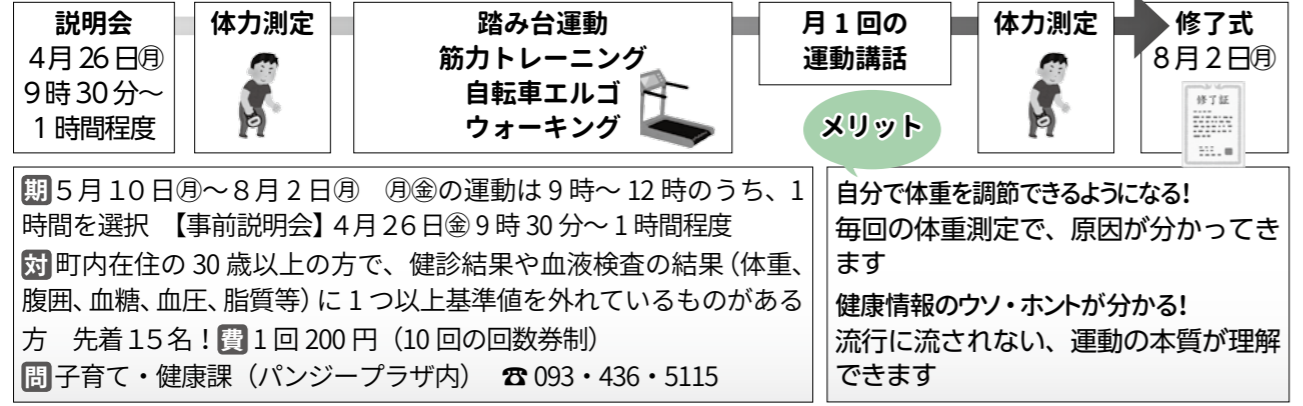 説明会
4月26日㊊
9時30分～
1時間程度
体力測定
踏み台運動
筋力トレーニング
自転車エルゴ
ウォーキング
月1回の
運動講話
体力測定
修了式
8月2日㊊
修了証
メリット
期5月10日㊊～8月2日㊊　㊊㊎の運動は9時～12時のうち、1
時間を選択　【事前説明会】4月26日㊎9時30分～1時間程度
対町内在住の30歳以上の方で、健診結果や血液検査の結果（体重、
腹囲、血糖、血圧、脂質等）に1つ以上基準値を外れているものがある
方　先着15名！費1回200円（10回の回数券制）
問子育て・健康課（パンジープラザ内）　☎093・436・5115
自分で体重を調節できるようになる!
毎回の体重測定で、原因が分かってき
ます
健康情報のウソ・ホントが分かる!
流行に流されない、運動の本質が理解
できます